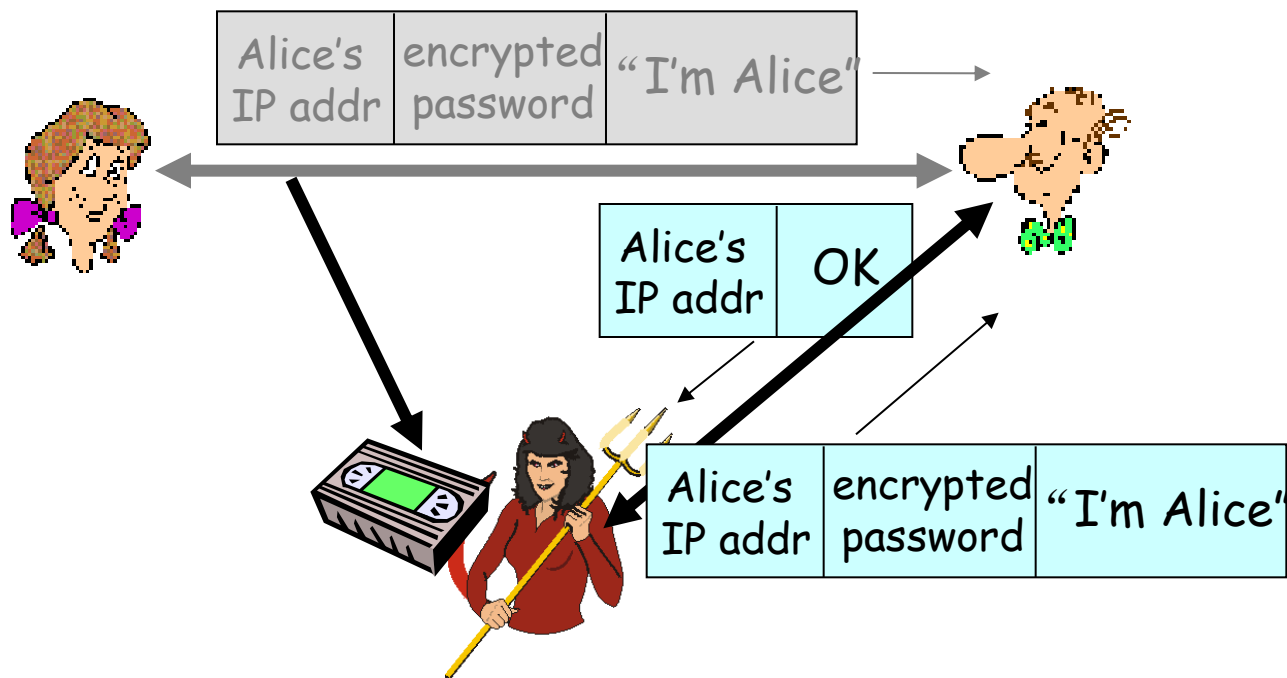 Alice’s
IP addr
encrypted
password
“I’m Alice”
Alice’s
IP addr
OK
Alice’s
IP addr
encrypted
password
“I’m Alice”